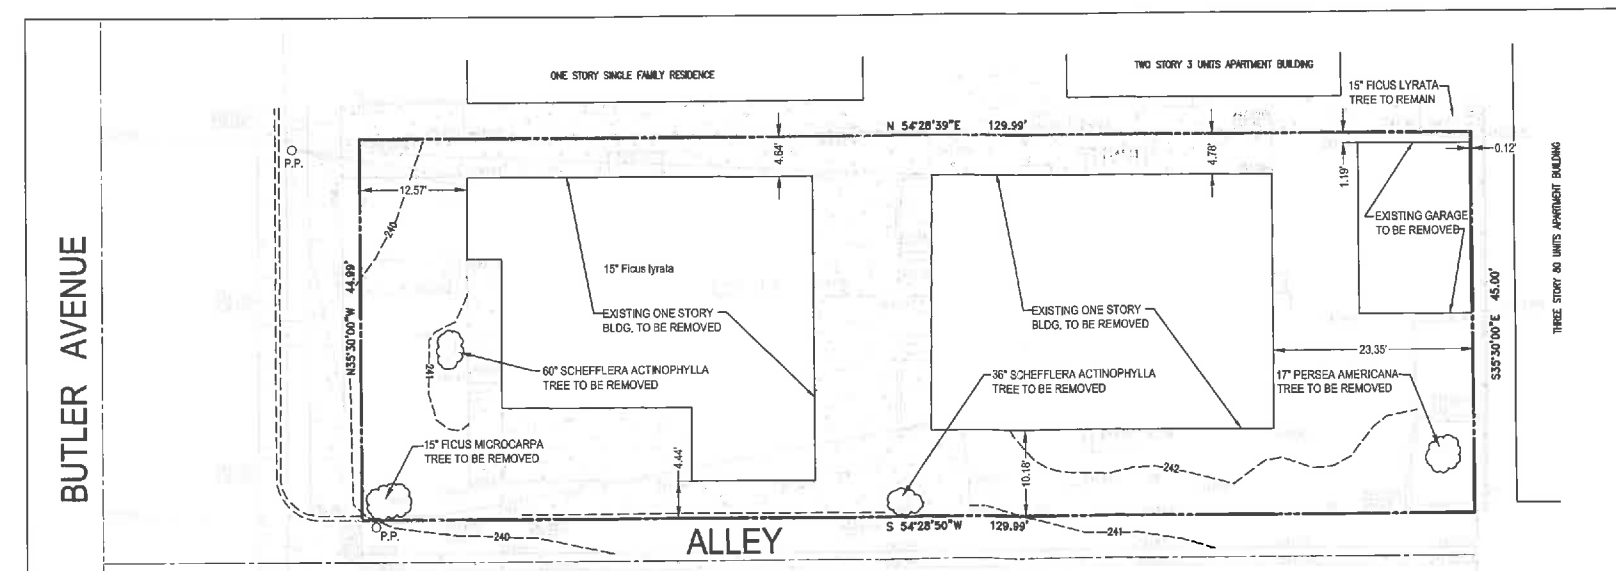 ONE STORY SINGLE FAMILY RESIDENCE
TWO STORY 3 UNITS APARTMENT BUILDING
15" FICUS LYRATA
TREE TO REMAIN
N 54°28'39"E 129.99'
P.P.
4.64'
4.78'
1.19'
0.12'
12.57'
240
EXISTING GARAGE
TO BE REMOVED
THREE STORY 80 UNITS APARTMENT BUILDING
BUTLER AVENUE
N35°30'00"W 44.99'
15" Ficus lyrata
EXISTING ONE STORY
BLDG. TO BE REMOVED
EXISTING ONE STORY
BLDG. TO BE REMOVED
S35°30'00"E 45.00'
23.35'
241
60" SCHEFFLERA ACTINOPHYLLA
TREE TO BE REMOVED
36" SCHEFFLERA ACTINOPHYLLA
TREE TO BE REMOVED
17" PERSEA AMERICANA
TREE TO BE REMOVED
15" FICUS MICROCARPA
TREE TO BE REMOVED
4.44'
10.18'
242
S 54°28'50"W 129.99'
P.P.
240
ALLEY
241